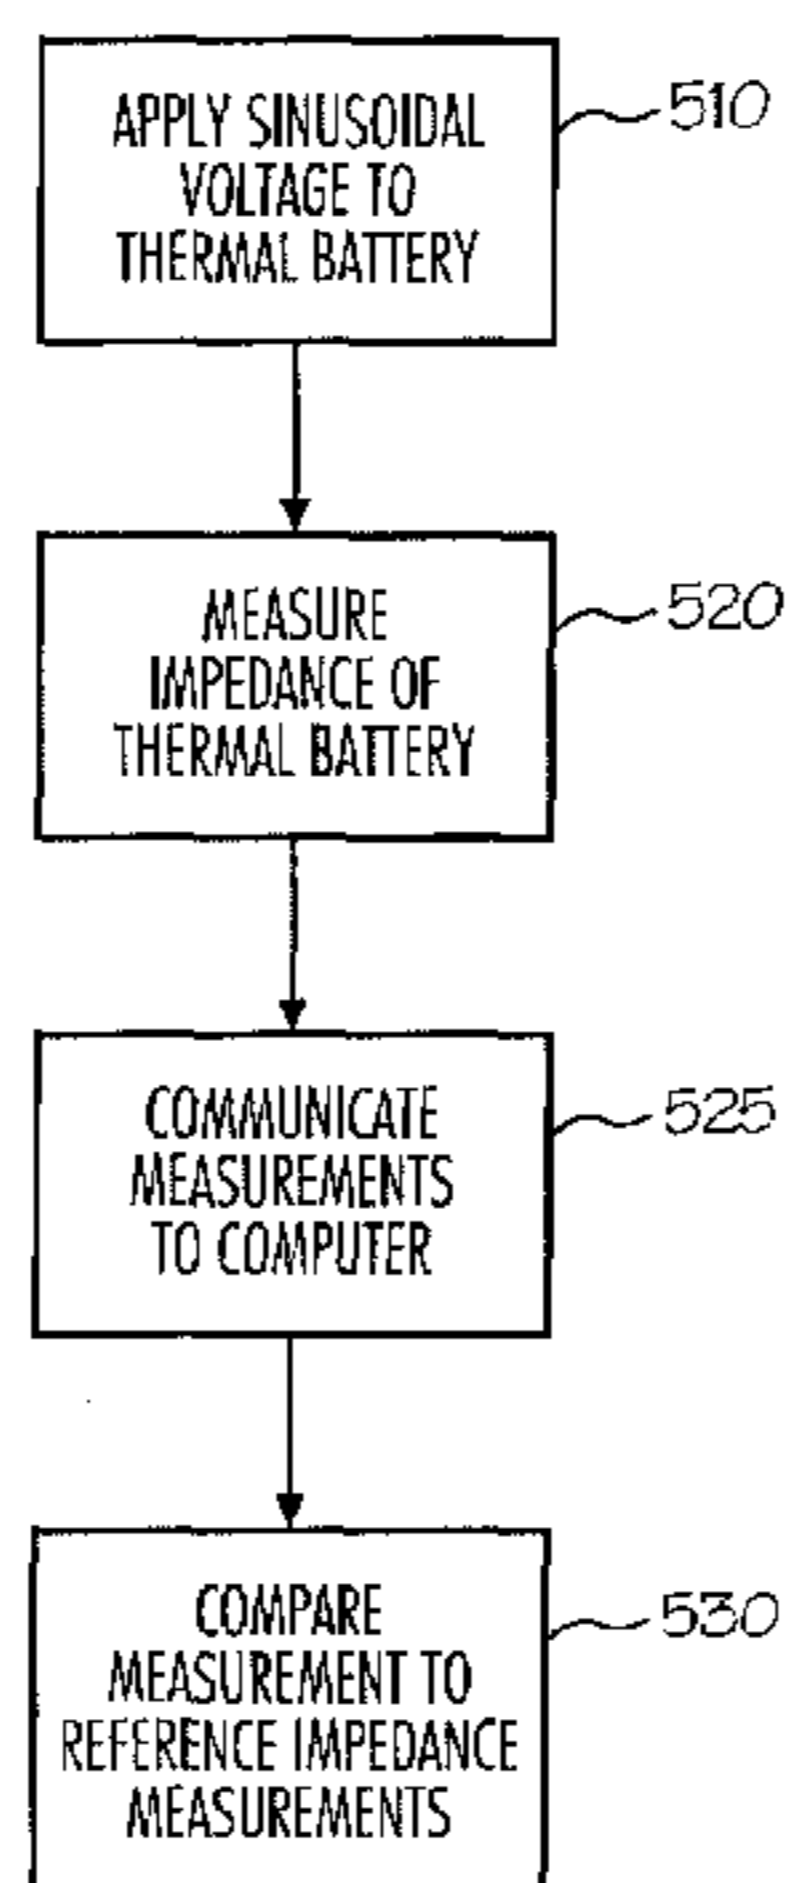 APPLY SINUSOIDAL
VOLTAGE TO
THERMAL BATTERY
510
MEASURE
IMPEDANCE OF
THERMAL BATTERY
520
COMMUNICATE
MEASUREMENTS
TO COMPUTER
525
COMPARE
MEASUREMENT TO
REFERENCE IMPEDANCE
MEASUREMENTS
530